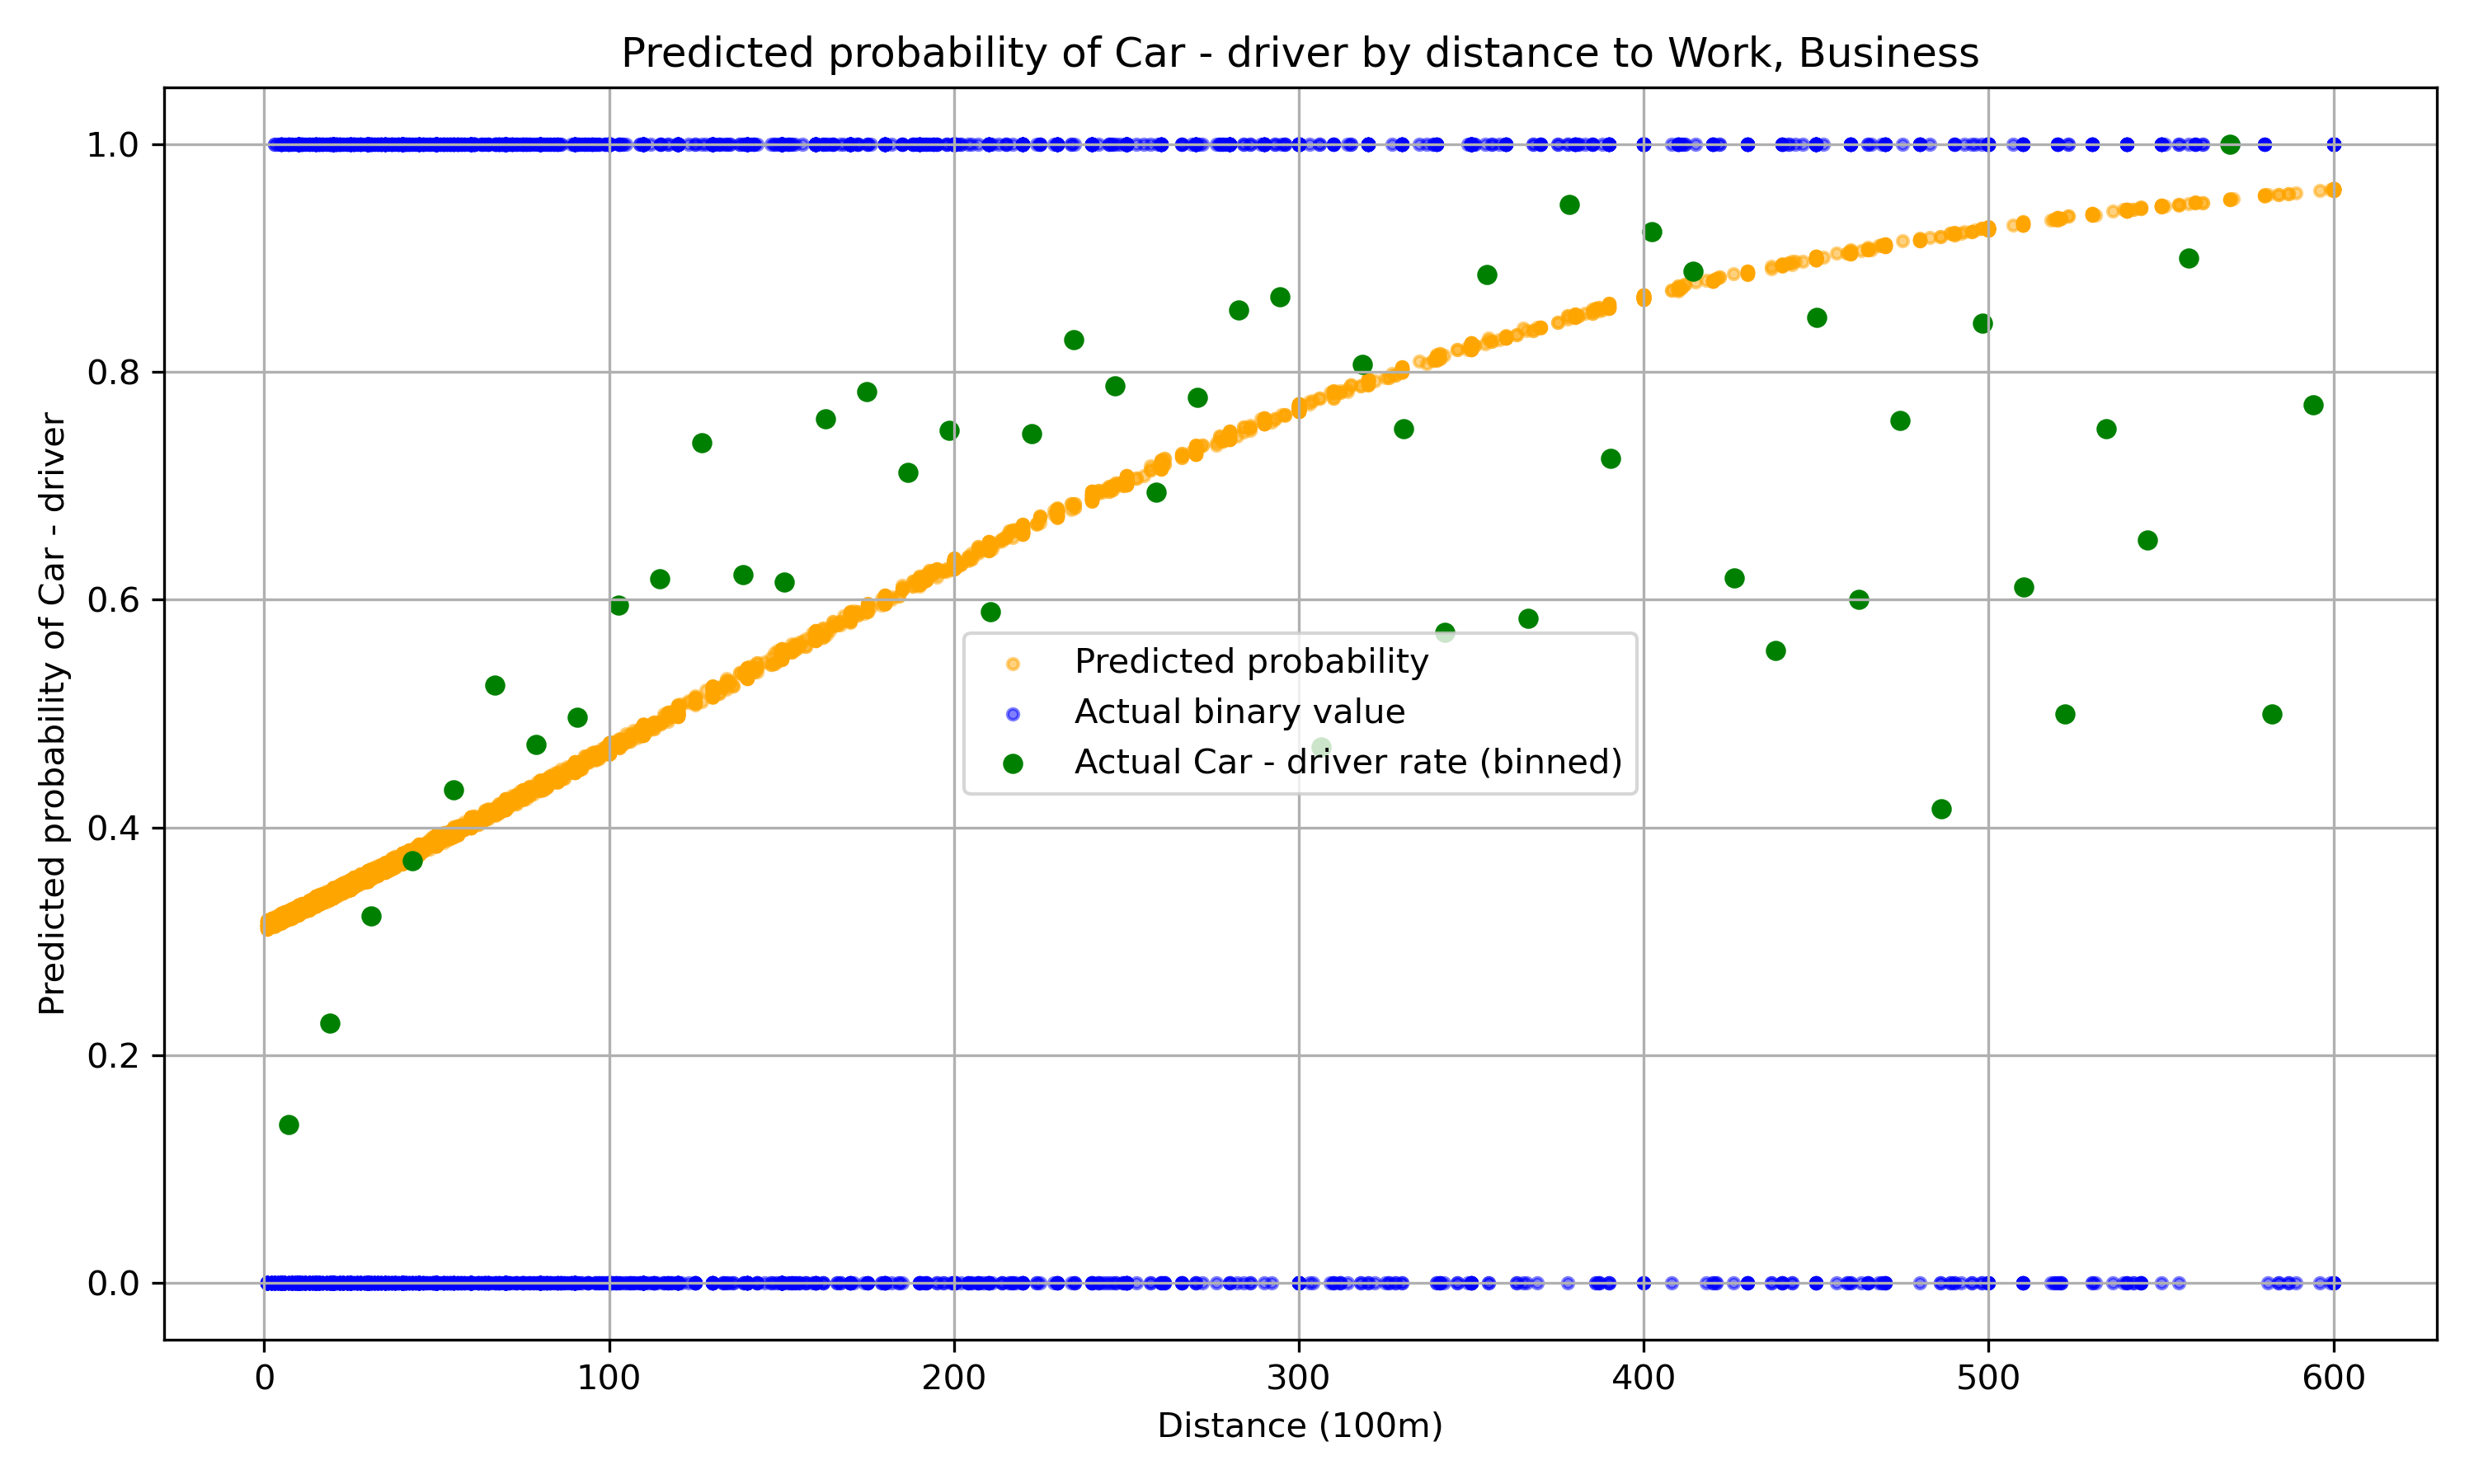 Predicted probability of Car - driver by distance to Work, Business
Predicted probability of Car - driver
1.0
0.8
0.6
0.4
0.2
0.0
Predicted probability
Actual binary value
Actual Car - driver rate (binned)
0 100 200 300 400 500 600
Distance (100m)